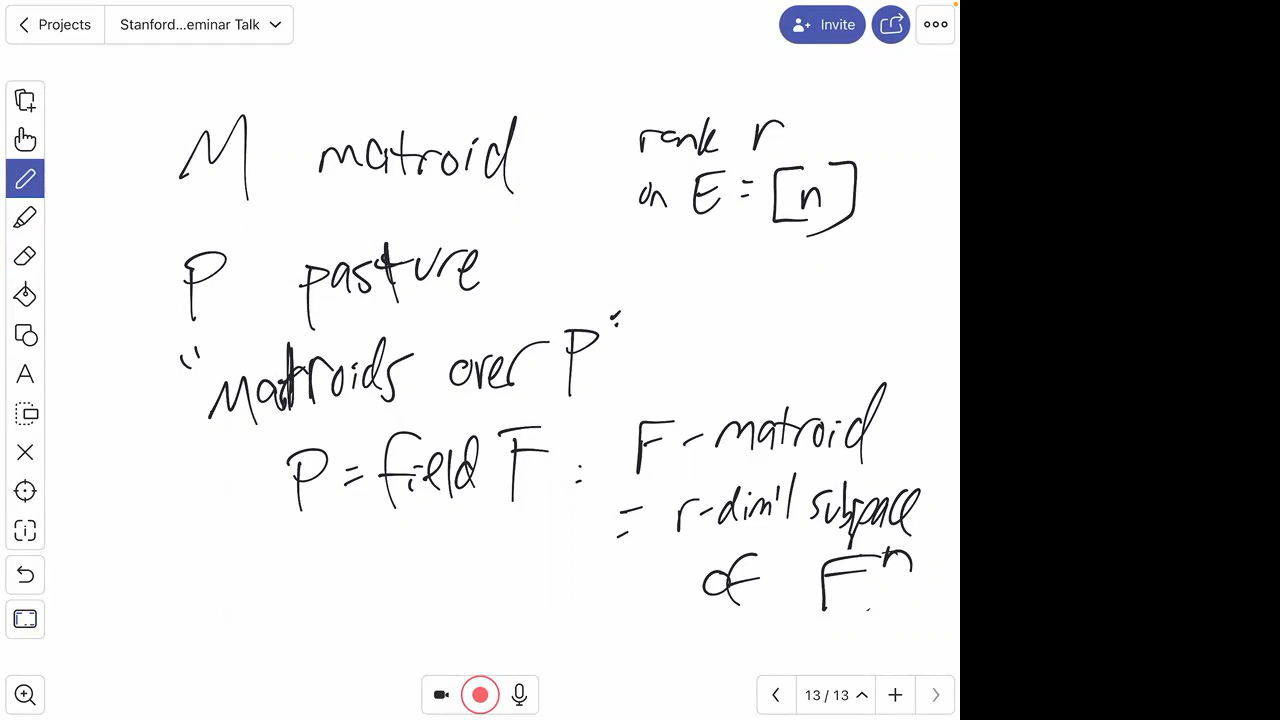 Projects
Stanford...eminar Talk
Invite
M matroid
rank r
on E = [n]
P pasture
"Matroids over P"
P = field F : F-matroid
= r-dim'l subspace
of F^n
A
13 / 13